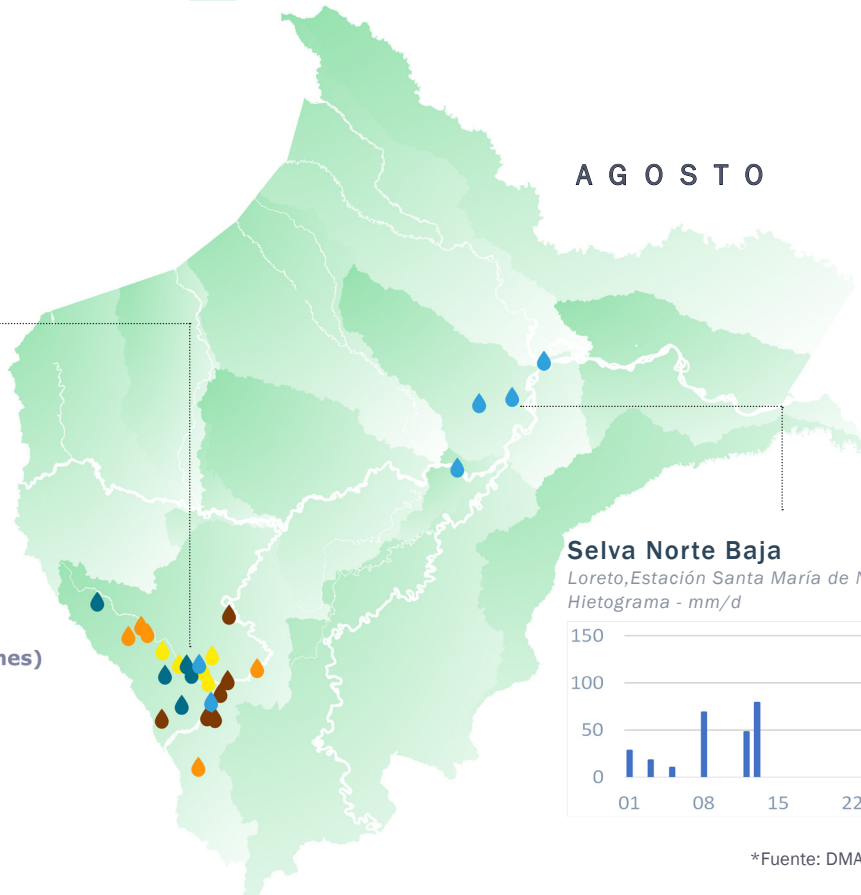 AGOSTO
Selva Norte Baja
Loreto,Estación Santa María de
Hietograma - mm/d
nes)
150
100
50
0
01 08 15 22
*Fuente: DMA